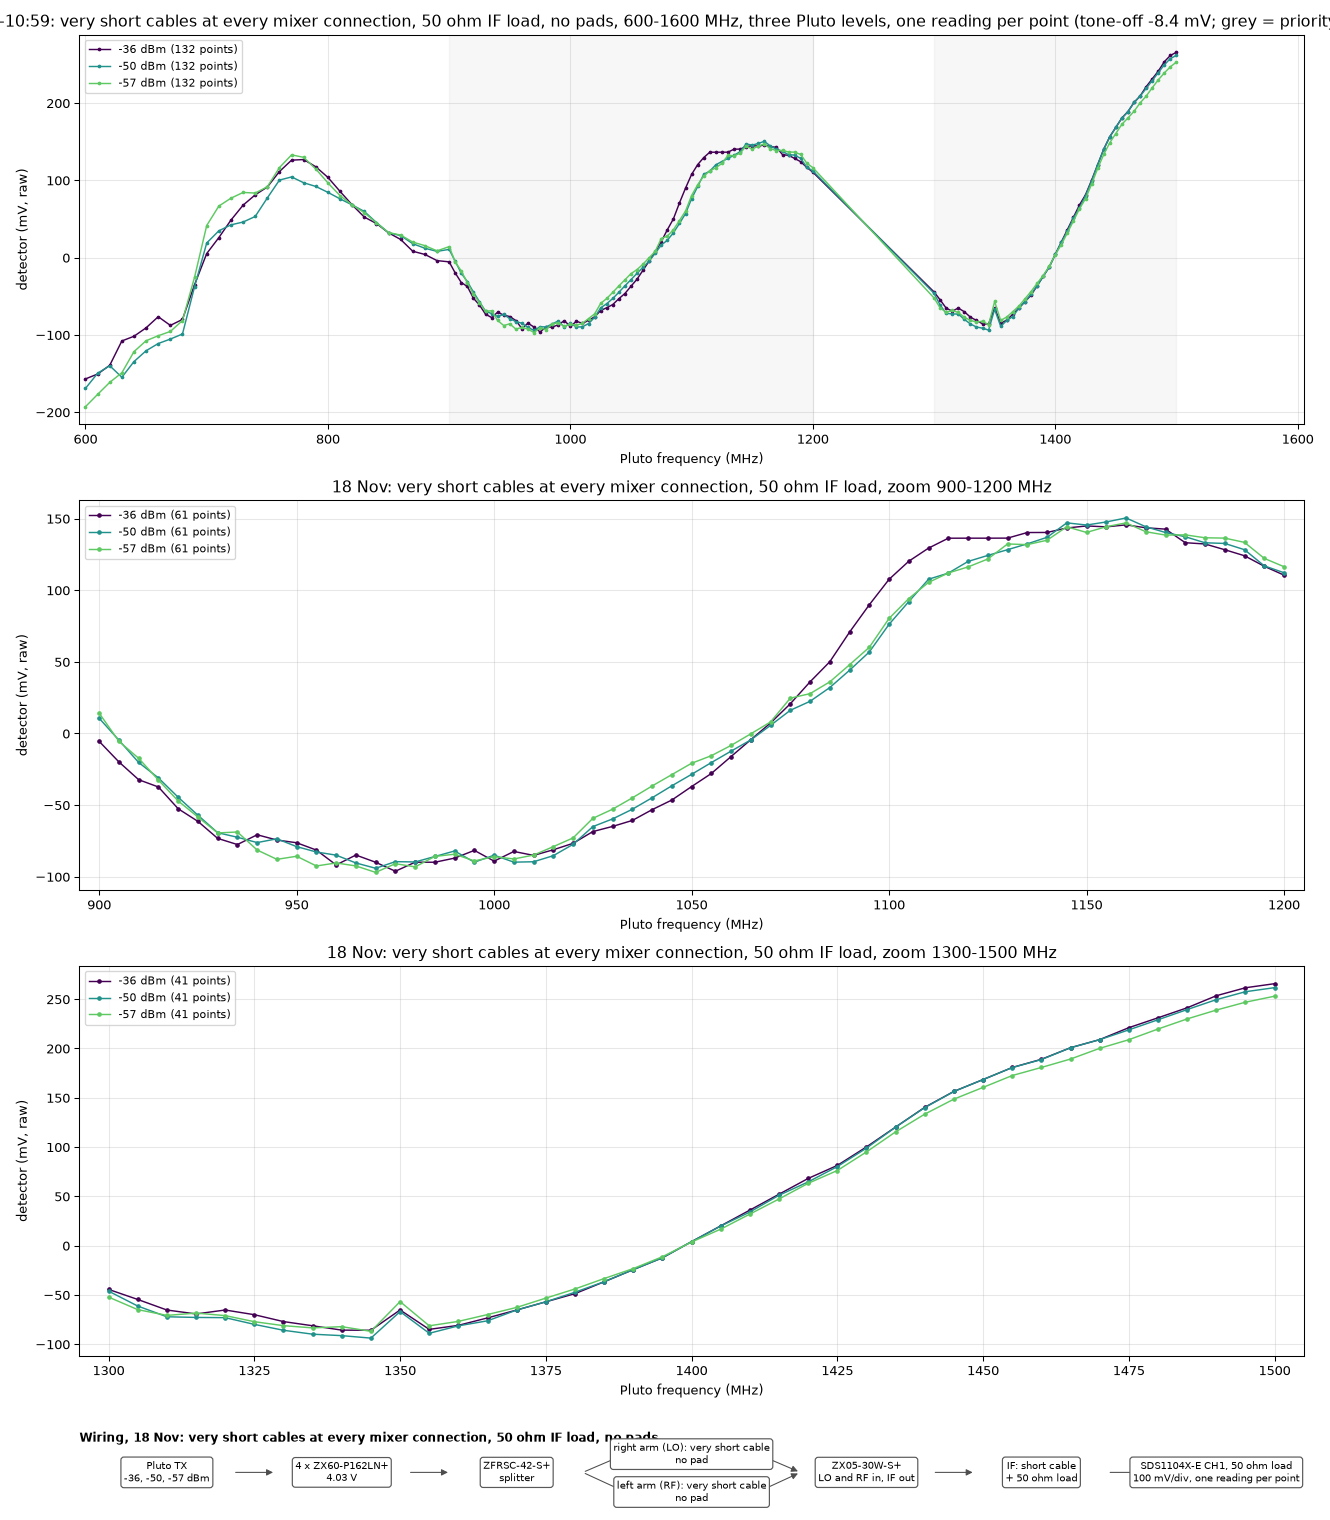 -10:59: very short cables at every mixer connection, 50 ohm IF load, no pads, 600-1600 MHz, three Pluto levels, one reading per point (tone-off -8.4 mV; grey = priority
-36 dBm (132 points)
-50 dBm (132 points)
-57 dBm (132 points)
200
100
0
−100
−200
detector (mV, raw)
600 800 1000 1200 1400 1600
Pluto frequency (MHz)
18 Nov: very short cables at every mixer connection, 50 ohm IF load, zoom 900-1200 MHz
-36 dBm (61 points)
-50 dBm (61 points)
-57 dBm (61 points)
150
100
50
0
−50
−100
detector (mV, raw)
900 950 1000 1050 1100 1150 1200
Pluto frequency (MHz)
18 Nov: very short cables at every mixer connection, 50 ohm IF load, zoom 1300-1500 MHz
-36 dBm (41 points)
-50 dBm (41 points)
-57 dBm (41 points)
250
200
150
100
50
0
−50
−100
detector (mV, raw)
1300 1325 1350 1375 1400 1425 1450 1475 1500
Pluto frequency (MHz)
Wiring, 18 Nov: very short cables at every mixer connection, 50 ohm IF load, no pads
Pluto TX
-36, -50, -57 dBm
4 x ZX60-P162LN+
4.03 V
ZFRSC-42-S+
splitter
right arm (LO): very short cable
no pad
left arm (RF): very short cable
no pad
ZX05-30W-S+
LO and RF in, IF out
IF: short cable
+ 50 ohm load
SDS1104X-E CH1, 50 ohm load
100 mV/div, one reading per point